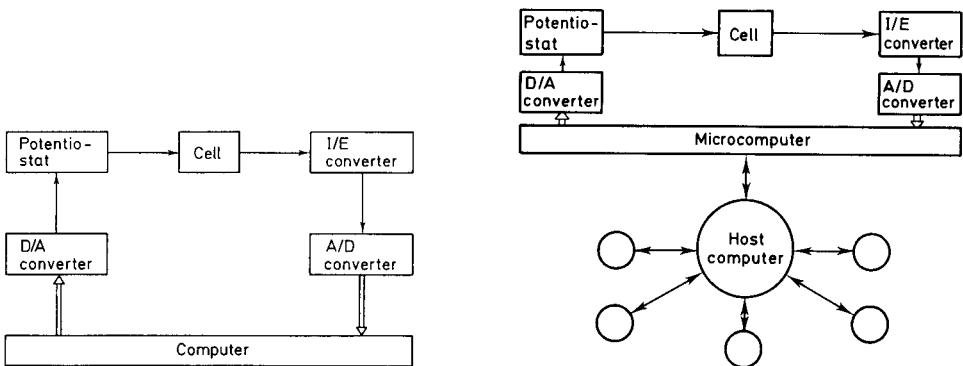 Potentio-
stat
Cell
I/E
converter
D/A
converter
A/D
converter
Computer
Potentio-
stat
Cell
I/E
converter
D/A
converter
A/D
converter
Microcomputer
Host
computer